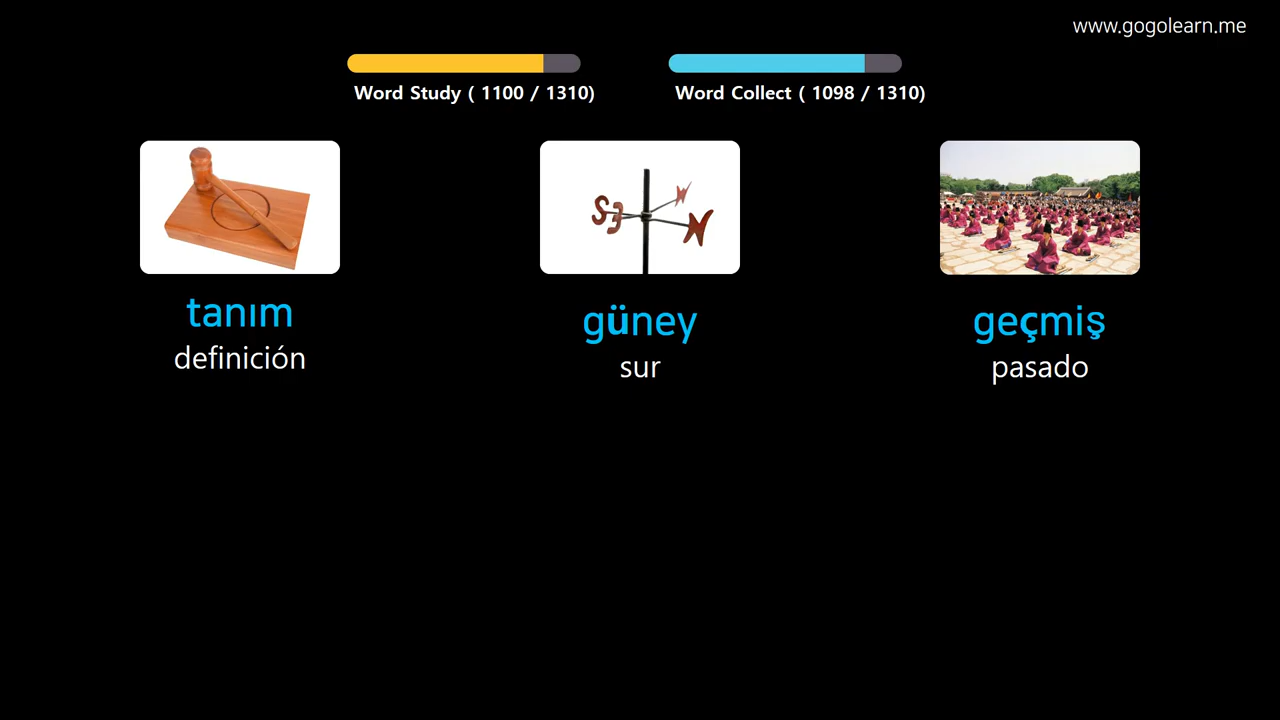 www.gogolearn.me
Word Study ( 1100 / 1310)
Word Collect ( 1098 / 1310)
S E N
tanım
definición
güney
sur
geçmiş
pasado